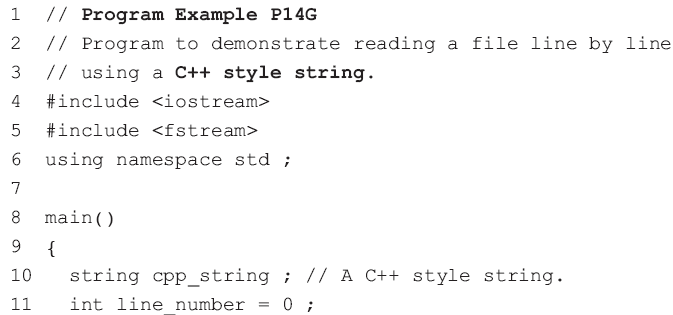 1 // Program Example P14G
2 // Program to demonstrate reading a file line by line
3 // using a C++ style string.
4 #include <iostream>
5 #include <fstream>
6 using namespace std ;
7
8 main()
9 {
10 string cpp_string ; // A C++ style string.
11 int line_number = 0 ;